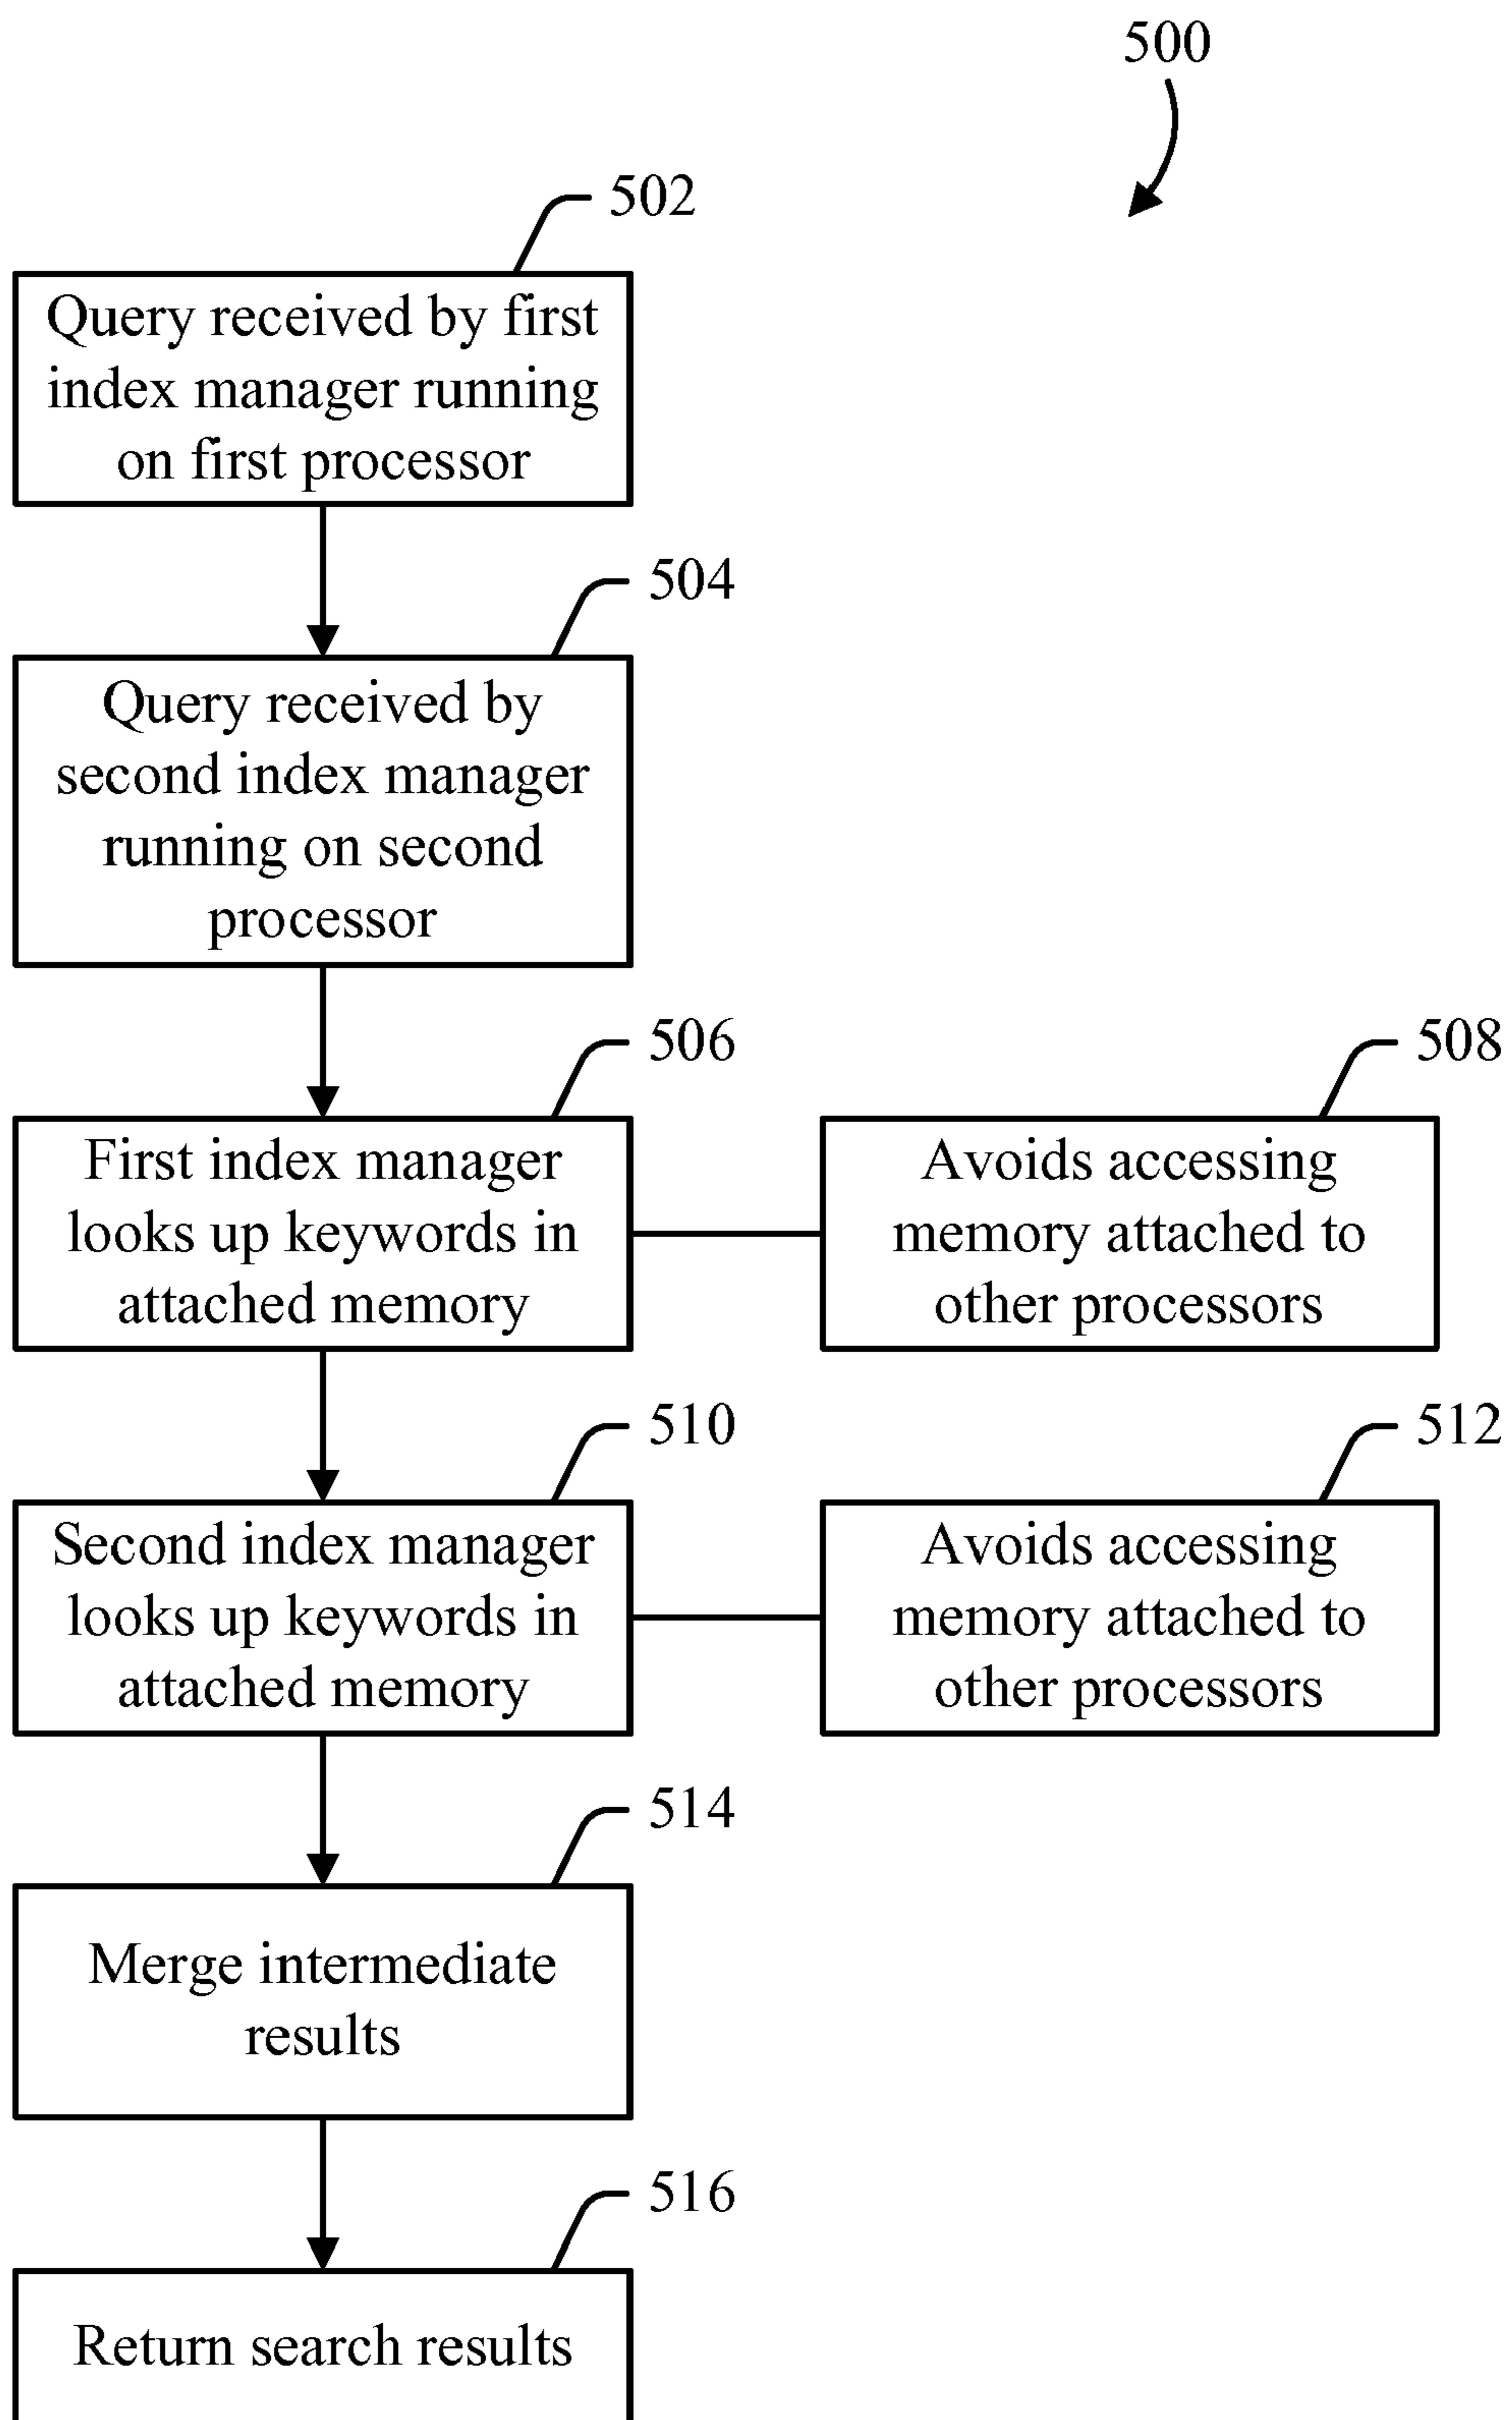 500
502
Query received by first
index manager running
on first processor
504
Query received by
second index manager
running on second
processor
506
First index manager
looks up keywords in
attached memory
508
Avoids accessing
memory attached to
other processors
510
Second index manager
looks up keywords in
attached memory
512
Avoids accessing
memory attached to
other processors
514
Merge intermediate
results
516
Return search results